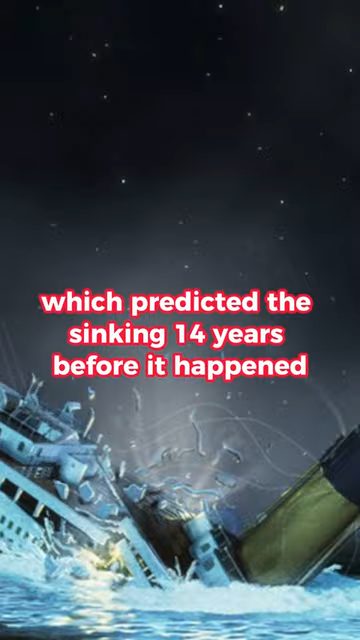 which predicted the
sinking 14 years
before it happened